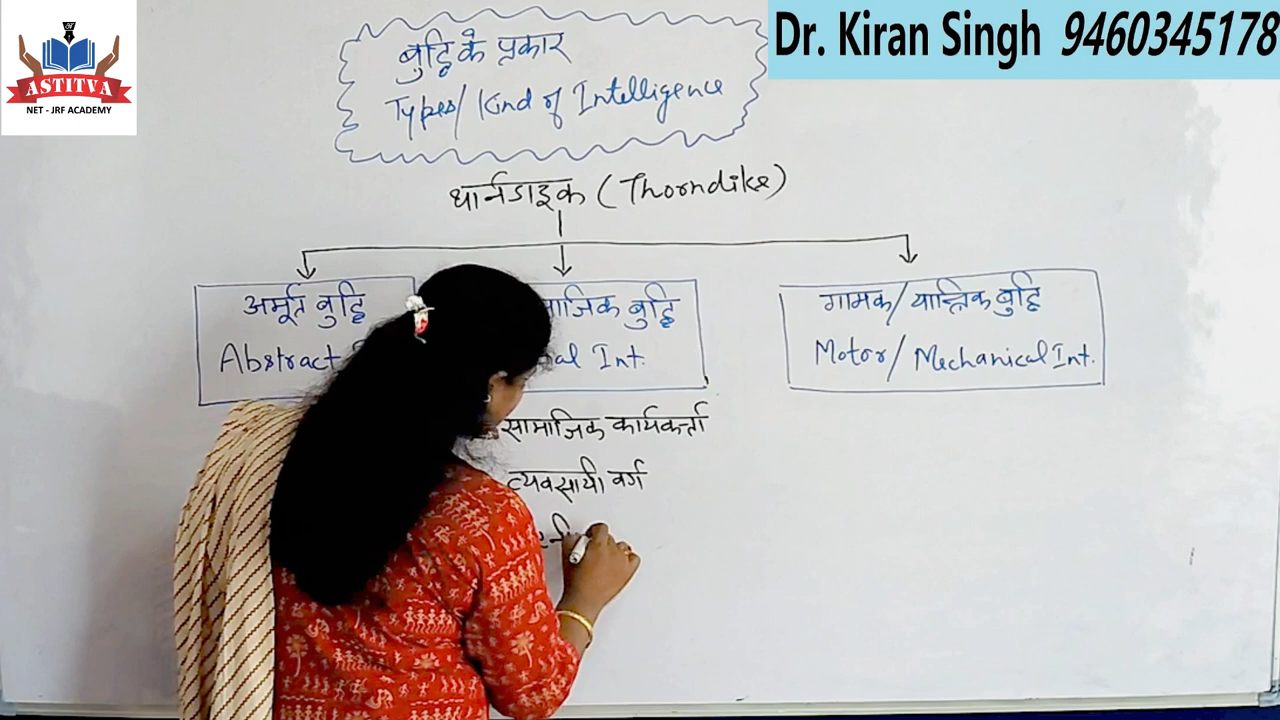 ASTITVA
NET - JRF ACADEMY
Dr. Kiran Singh 9460345178
बुद्धि के प्रकार
Types/ Kind of Intelligence
थार्नडाइक (Thorndike)
अमूर्त बुद्धि
Abstract
बुद्धि
Int.
गामक/यान्त्रिक बुद्धि
Motor/ Mechanical Int.
सामाजिक कार्यकर्त्ता
व्यवसायी वर्ग